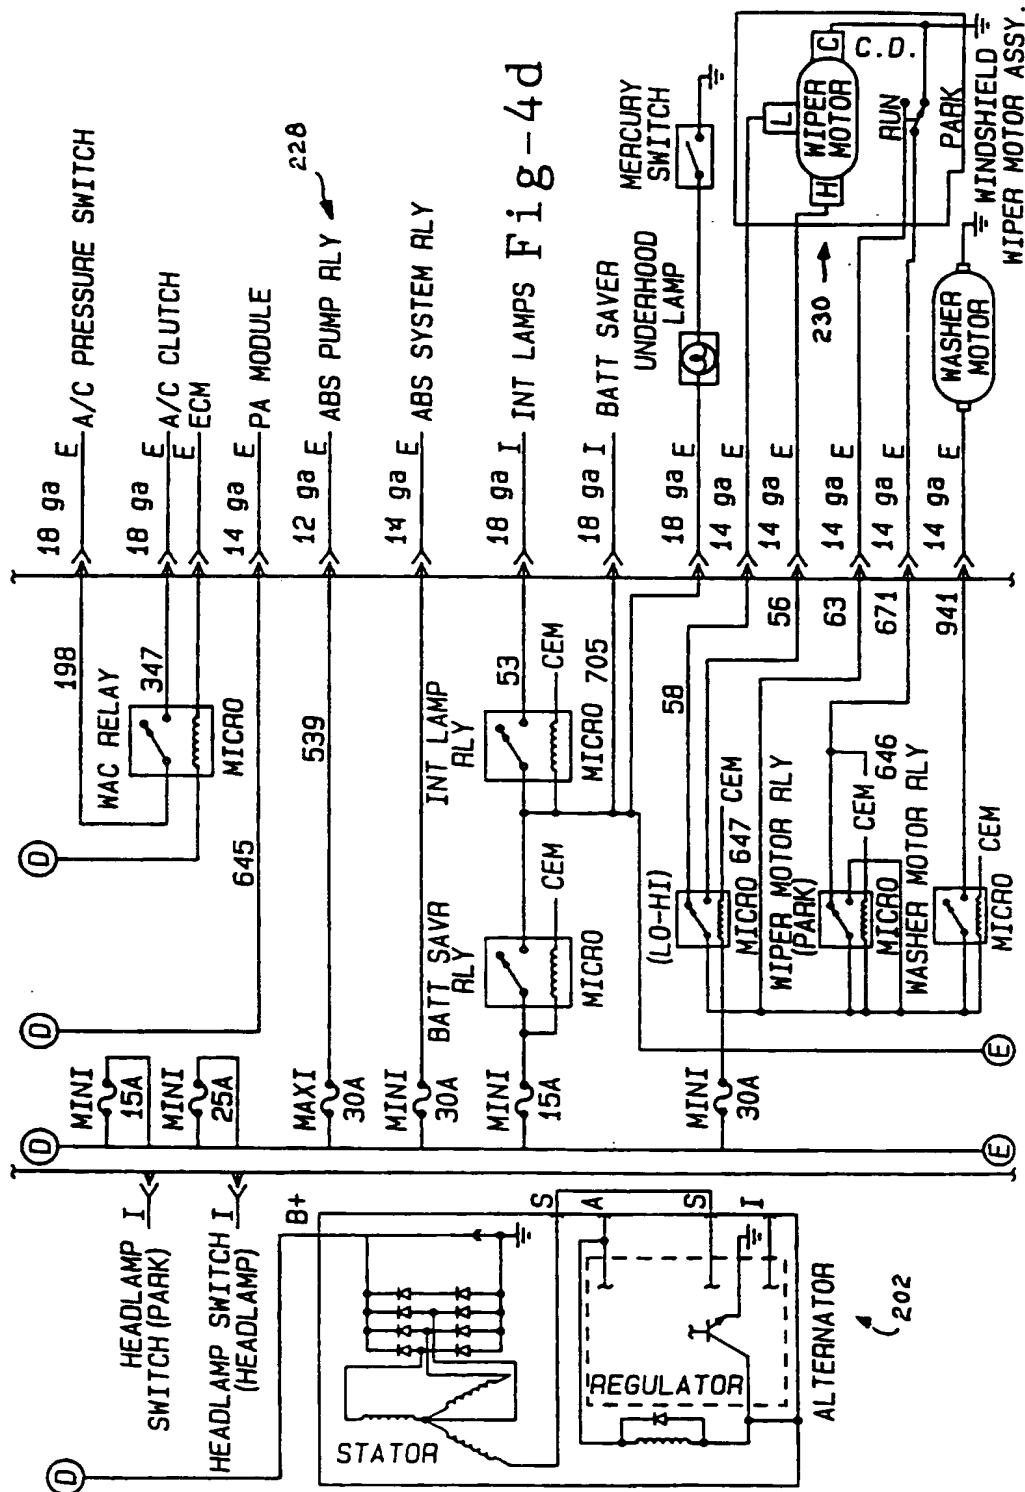 18 ga E A/C PRESSURE SWITCH
18 ga E A/C CLUTCH
E ECM
14 ga E PA MODULE
12 ga E ABS PUMP RLY
228
14 ga E ABS SYSTEM RLY
18 ga I INT LAMPS
Fig-4d
18 ga I BATT SAVER
18 ga E
UNDERHOOD
LAMP
MERCURY
SWITCH
14 ga E
14 ga E
14 ga E
14 ga E
14 ga E
230
L
H
C
WIPER
MOTOR
C.D.
RUN
PARK
WINDSHIELD
WIPER MOTOR ASSY.
WASHER
MOTOR
198
WAC RELAY
347
MICRO
D
645
539
INT LAMP
RLY
53
CEM
MICRO
705
BATT SAVR
RLY
CEM
MICRO
58
56
63
671
941
(LO-HI)
CEM
MICRO 647
WIPER MOTOR RLY
(PARK)
CEM 646
MICRO
WASHER MOTOR RLY
CEM
MICRO
D
E
D
MINI
15A
MINI
25A
MAXI
30A
MINI
30A
MINI
15A
MINI
30A
E
HEADLAMP I
SWITCH (PARK)
HEADLAMP SWITCH I
(HEADLAMP)
D
B+
STATOR
S
A
S
I
REGULATOR
ALTERNATOR
202